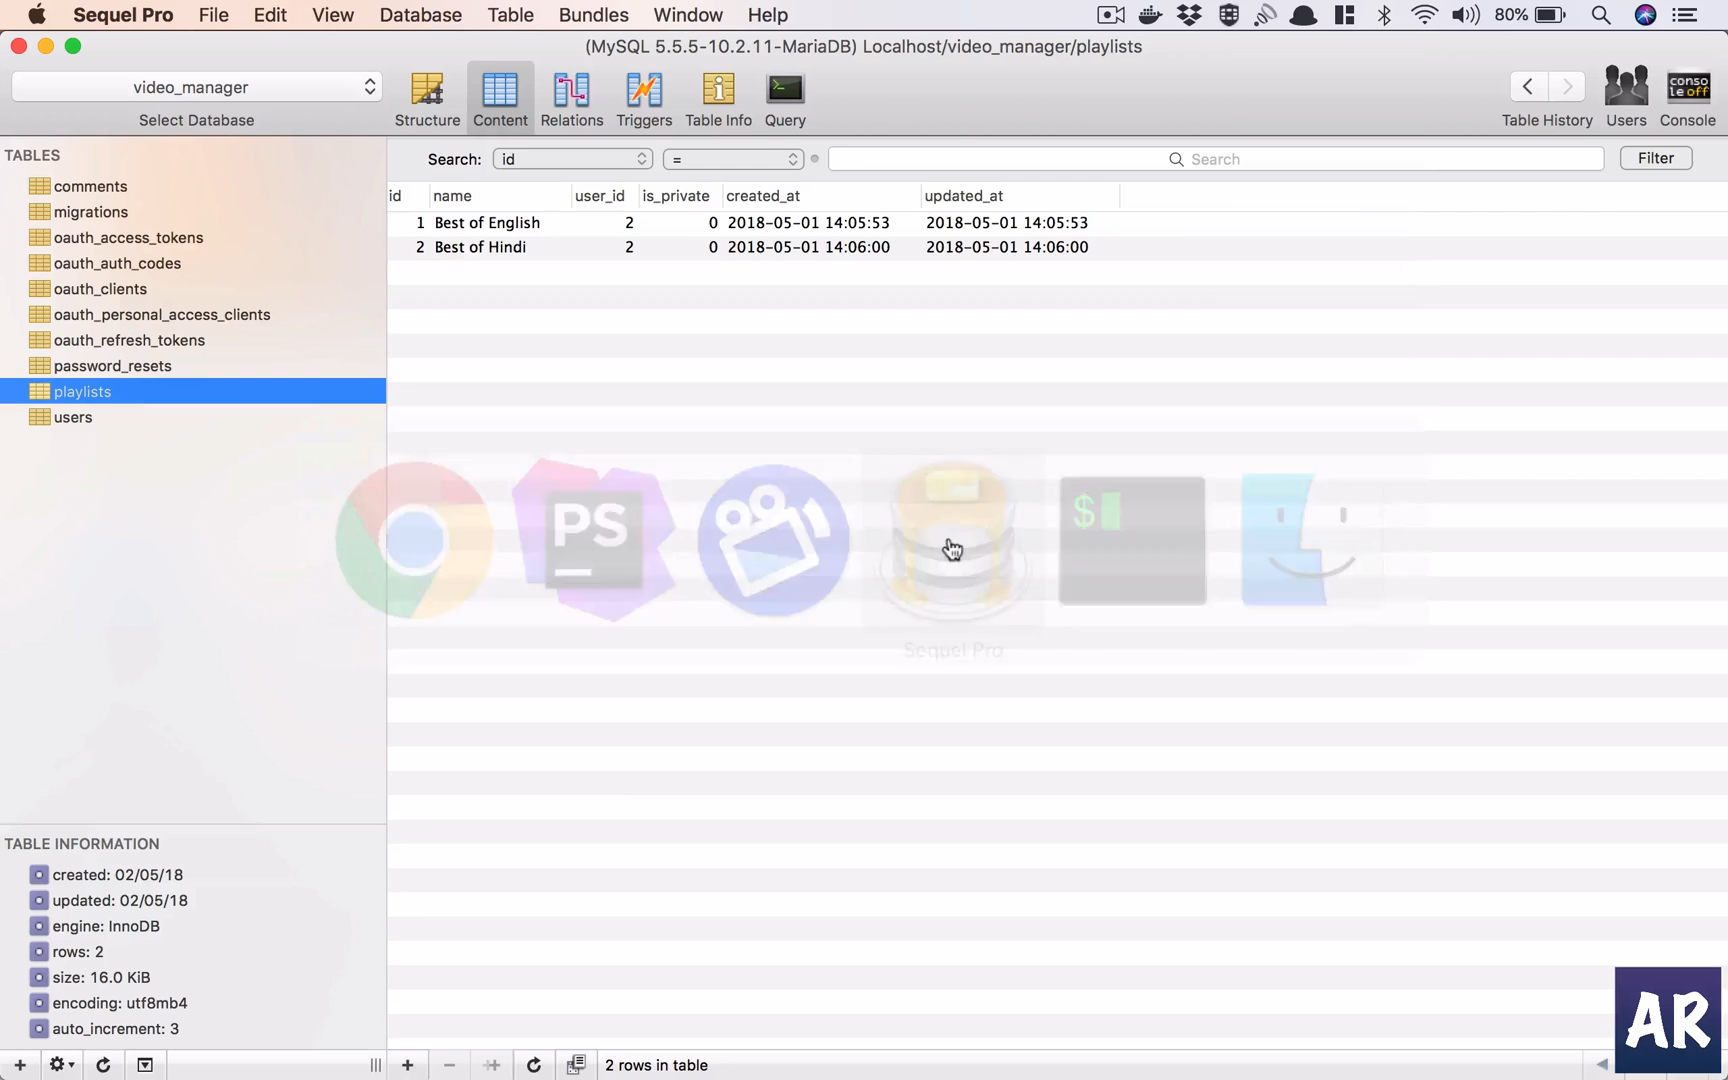 Sequel Pro File Edit View Database Table Bundles Window Help 80%
(MySQL 5.5.5-10.2.11-MariaDB) Localhost/video_manager/playlists
video_manager
Select Database
Structure Content Relations Triggers Table Info Query
Table History Users Console
conso
le off
TABLES
comments
migrations
oauth_access_tokens
oauth_auth_codes
oauth_clients
oauth_personal_access_clients
oauth_refresh_tokens
password_resets
playlists
users
Search: id = Search Filter
id name user_id is_private created_at updated_at
1 Best of English 2 0 2018-05-01 14:05:53 2018-05-01 14:05:53
2 Best of Hindi 2 0 2018-05-01 14:06:00 2018-05-01 14:06:00
PS
$
Sequel Pro
TABLE INFORMATION
created: 02/05/18
updated: 02/05/18
engine: InnoDB
rows: 2
size: 16.0 KiB
encoding: utf8mb4
auto_increment: 3
2 rows in table
AR